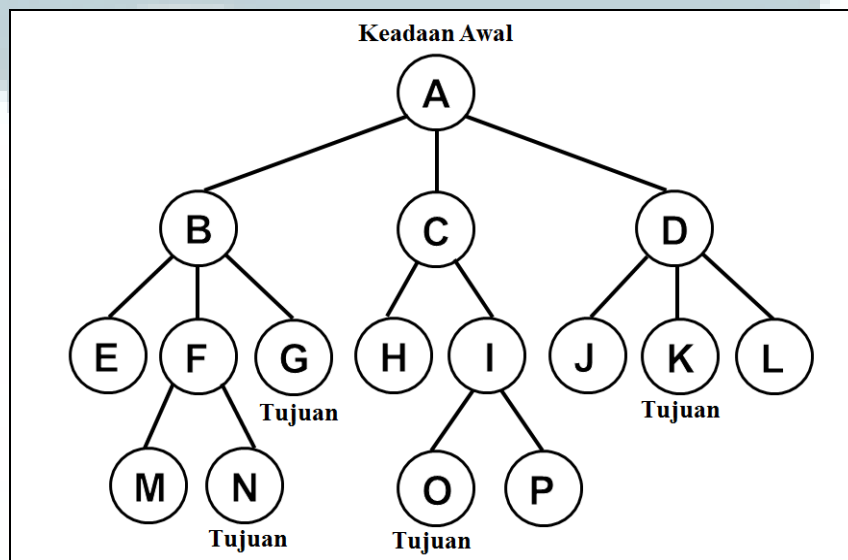 Keadaan Awal
A
B C D
E F G H I J K L
Tujuan Tujuan
M N O P
Tujuan Tujuan